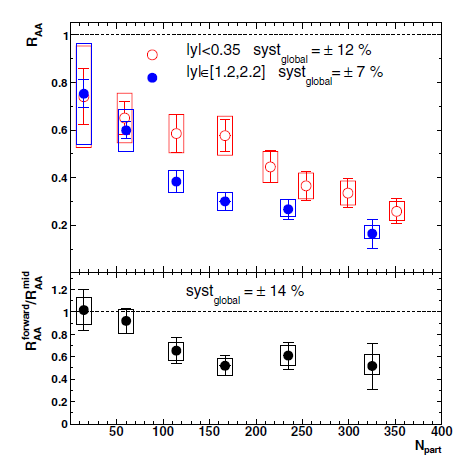 R_AA
|y|<0.35 syst_global = ± 12 %
|y|∈[1.2,2.2] syst_global = ± 7 %
1
0.8
0.6
0.4
0.2
R_AA^forward/R_AA^mid
syst_global = ± 14 %
1.2
1
0.8
0.6
0.4
0.2
0
50 100 150 200 250 300 350 400
N_part